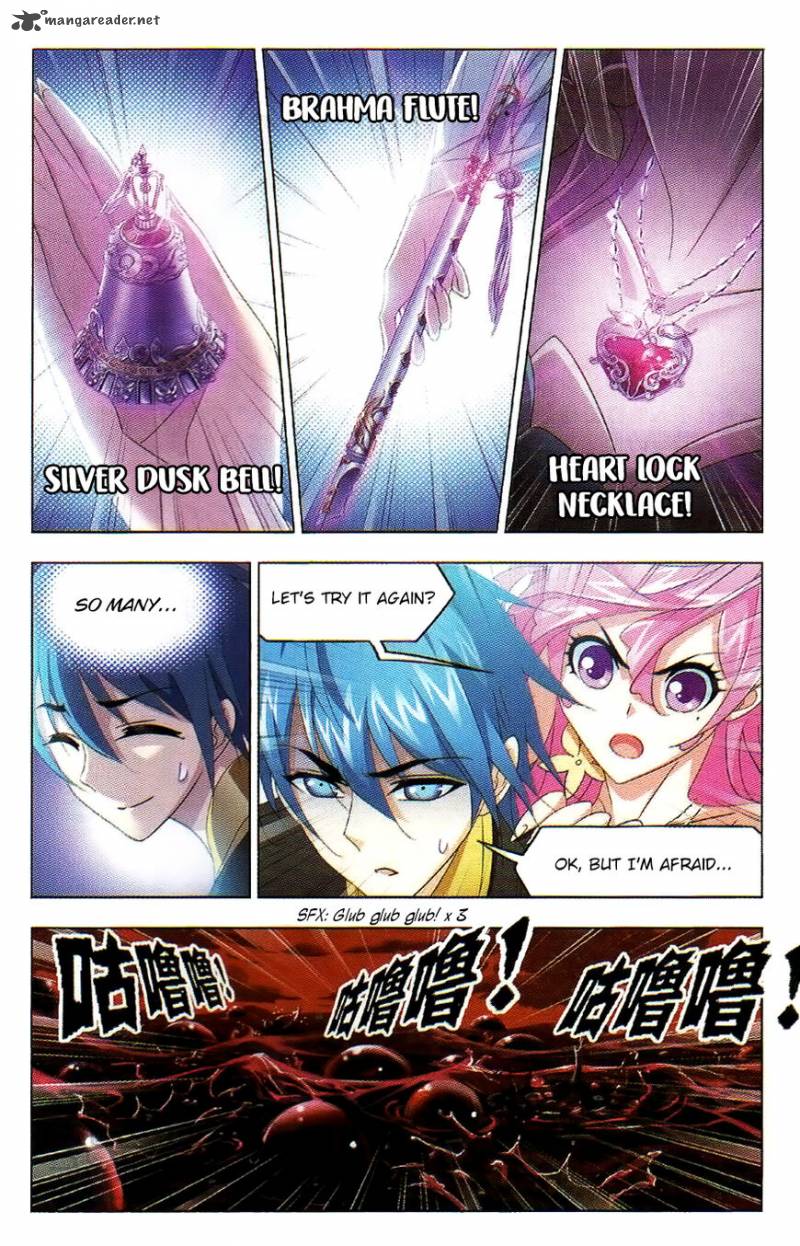 mangareader.net
BRAHMA FLUTE!
SILVER DUSK BELL!
HEART LOCK
NECKLACE!
SO MANY...
LET'S TRY IT AGAIN?
OK, BUT I'M AFRAID...
SFX: Glub glub glub! x 3
咕噜噜!
咕噜噜!
咕噜噜!